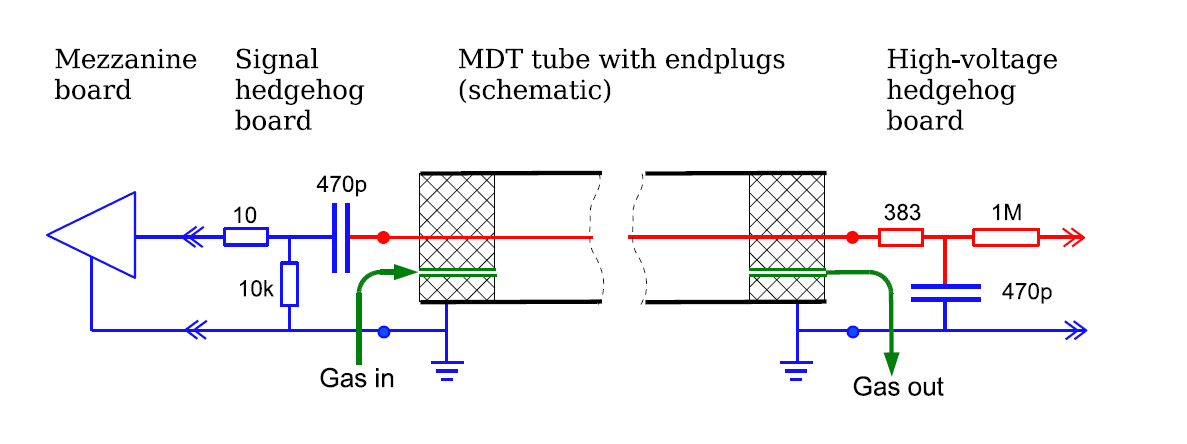 Mezzanine
board
Signal
hedgehog
board
MDT tube with endplugs
(schematic)
High-voltage
hedgehog
board
470p
10
10k
Gas in
383
1M
470p
Gas out